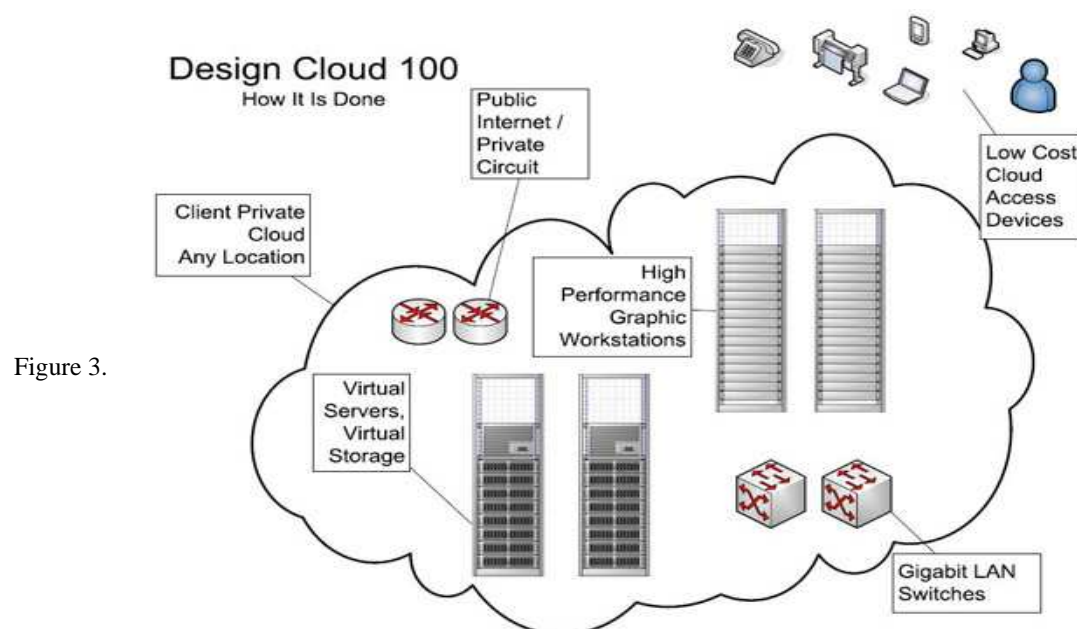 Design Cloud 100
How It Is Done
Public
Internet /
Private
Circuit
Low Cost
Cloud
Access
Devices
Client Private
Cloud
Any Location
High
Performance
Graphic
Workstations
Figure 3.
Virtual
Servers,
Virtual
Storage
Gigabit LAN
Switches